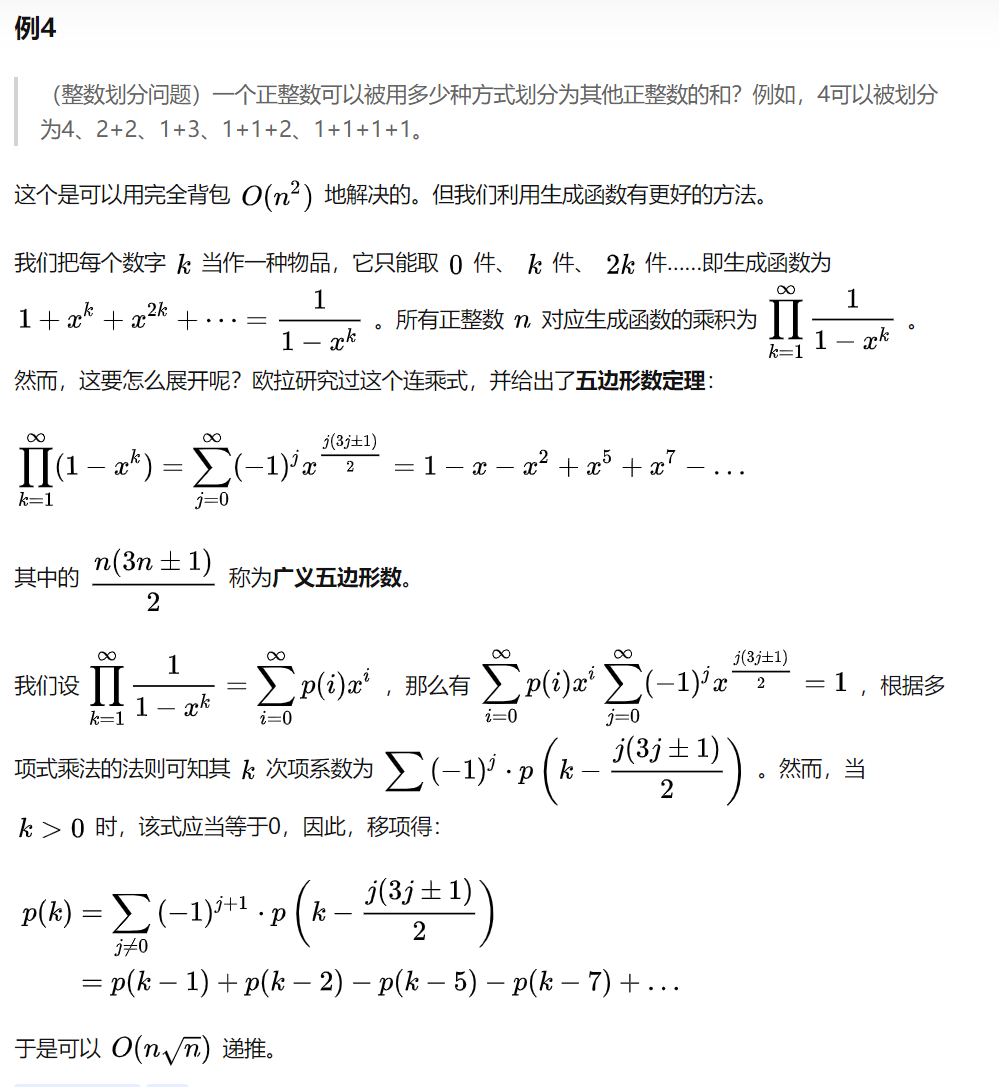 例4
（整数划分问题）一个正整数可以被用多少种方式划分为其他正整数的和？例如，4可以被划分
为4、2+2、1+3、1+1+2、1+1+1+1。
这个是可以用完全背包 $O(n^2)$ 地解决的。但我们利用生成函数有更好的方法。
我们把每个数字 $k$ 当作一种物品，它只能取 $0$ 件、 $k$ 件、 $2k$ 件……即生成函数为
$1+x^k+x^{2k}+\cdots=\frac{1}{1-x^k}$ 。所有正整数 $n$ 对应生成函数的乘积为 $\prod_{k=1}^{\infty}\frac{1}{1-x^k}$ 。
然而，这要怎么展开呢？欧拉研究过这个连乘式，并给出了五边形数定理：
$\prod_{k=1}^{\infty}(1-x^k)=\sum_{j=0}^{\infty}(-1)^j x^{\frac{j(3j\pm1)}{2}}=1-x-x^2+x^5+x^7-\dots$
其中的 $\frac{n(3n\pm1)}{2}$ 称为广义五边形数。
我们设 $\prod_{k=1}^{\infty}\frac{1}{1-x^k}=\sum_{i=0}^{\infty}p(i)x^i$ ，那么有 $\sum_{i=0}^{\infty}p(i)x^i\sum_{j=0}^{\infty}(-1)^j x^{\frac{j(3j\pm1)}{2}}=1$ ，根据多
项式乘法的法则可知其 $k$ 次项系数为 $\sum(-1)^j\cdot p\left(k-\frac{j(3j\pm1)}{2}\right)$ 。然而，当
$k>0$ 时，该式应当等于0，因此，移项得：
$p(k)=\sum_{j\neq0}(-1)^{j+1}\cdot p\left(k-\frac{j(3j\pm1)}{2}\right)$
$=p(k-1)+p(k-2)-p(k-5)-p(k-7)+\dots$
于是可以 $O(n\sqrt{n})$ 递推。